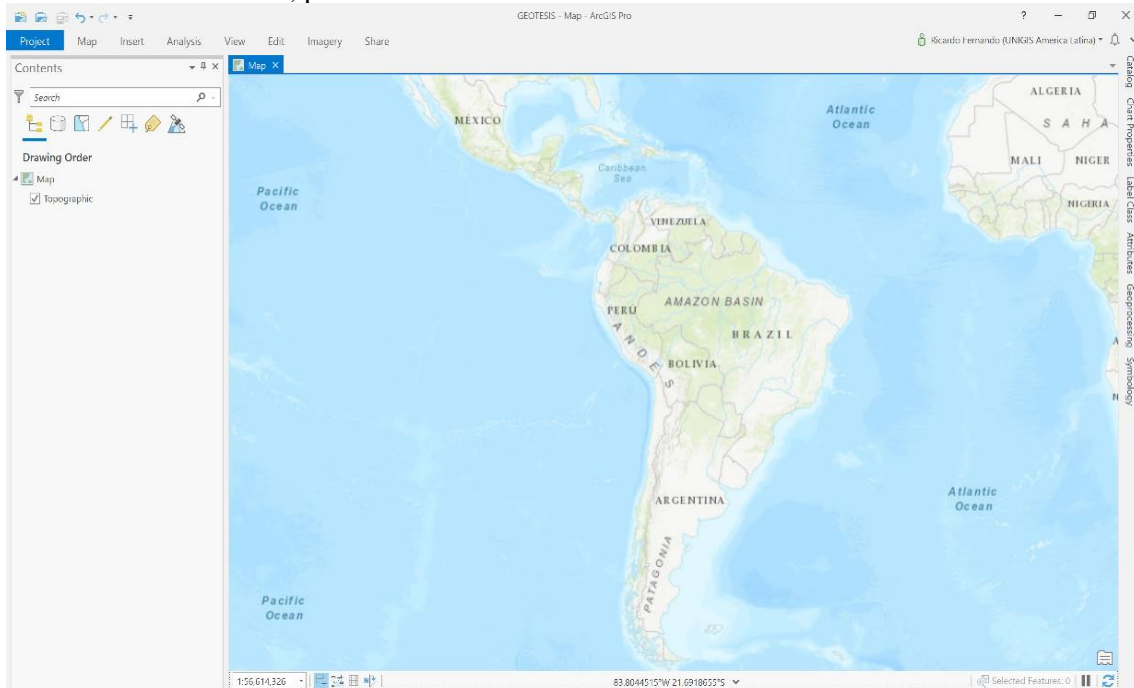 GEOTESIS - Map - ArcGIS Pro
?
Project Map Insert Analysis View Edit Imagery Share
Ricardo Fernando (UNIGIS America Latina)
Contents
Map
Search
Drawing Order
Map
Topographic
MÉXICO
Atlantic
Ocean
ALGERIA
S A H A
MALI
NIGER
NIGERIA
Caribbean
Sea
Pacific
Ocean
VENEZUELA
COLOMBIA
PERÚ
AMAZON BASIN
BRAZIL
ANDES
BOLIVIA
ARGENTINA
PATAGONIA
Atlantic
Ocean
Pacific
Ocean
A
N
Catalog
Chart Properties
Label Class
Attributes
Geoprocessing
Symbology
1:56,614,326
83.8044515°W 21.6918655°S
Selected Features: 0